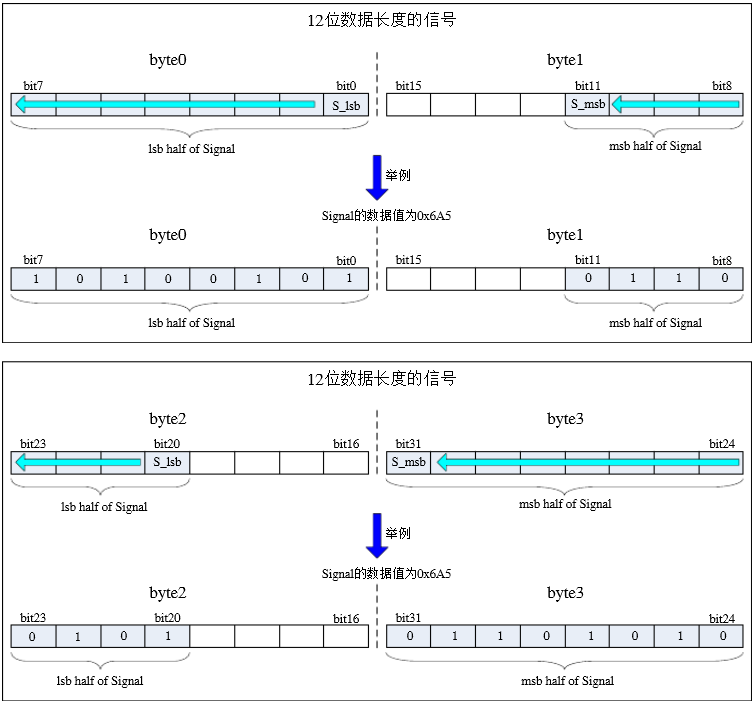 12位数据长度的信号
byte0 byte1
bit7 bit0 bit15 bit11 bit8
S_lsb S_msb
lsb half of Signal msb half of Signal
举例
Signal的数据值为0x6A5
byte0 byte1
bit7 bit0 bit15 bit11 bit8
1 0 1 0 0 1 0 1 0 1 1 0
lsb half of Signal msb half of Signal
12位数据长度的信号
byte2 byte3
bit23 bit20 bit16 bit31 bit24
S_lsb S_msb
lsb half of Signal msb half of Signal
举例
Signal的数据值为0x6A5
byte2 byte3
bit23 bit20 bit16 bit31 bit24
0 1 0 1 0 1 1 0 1 0 1 0
lsb half of Signal msb half of Signal